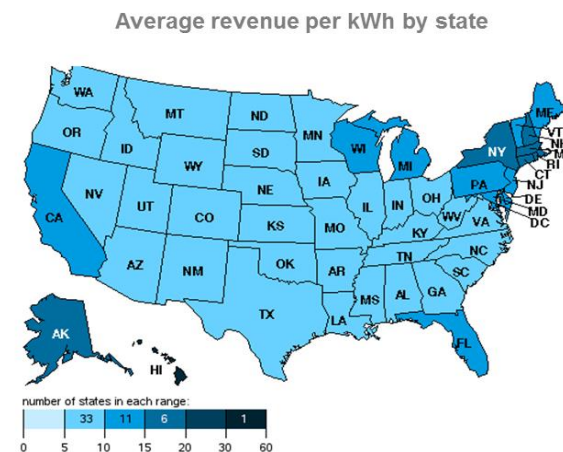 Average revenue per kWh by state
WA
MT
ND
MN
OR
ID
SD
WI
MI
WY
NY
ME
VT
NH
M
RI
CT
NJ
PA
DE
MD
DC
NE
IA
NV
UT
CO
IL
IN
OH
WV
VA
CA
KS
MO
KY
NC
TN
OK
AR
SC
AZ
NM
MS
AL
GA
TX
LA
FL
AK
HI
number of states in each range:
33 11 6 1
0 5 10 15 20 30 60